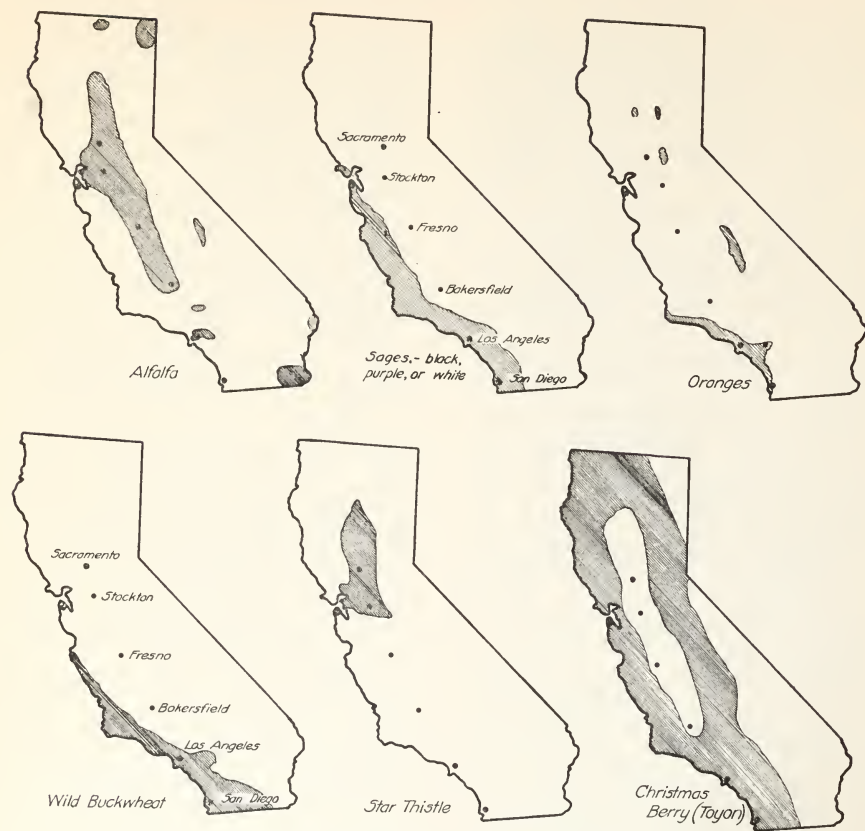 Alfalfa
Sacramento
Stockton
Fresno
Bakersfield
Los Angeles
San Diego
Sages,- black,
purple, or white
Oranges
Sacramento
Stockton
Fresno
Bakersfield
Los Angeles
San Diego
Wild Buckwheat
Star Thistle
Christmas
Berry (Toyon)